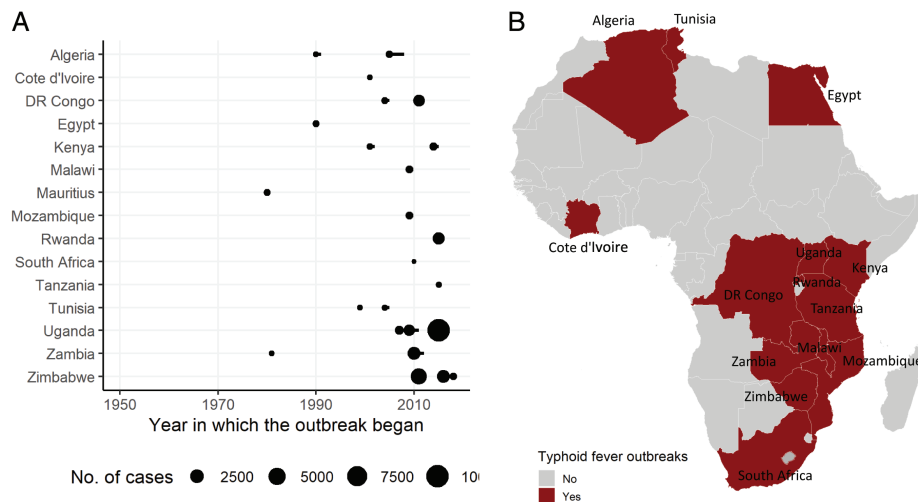 A
Algeria
Cote d'Ivoire
DR Congo
Egypt
Kenya
Malawi
Mauritius
Mozambique
Rwanda
South Africa
Tanzania
Tunisia
Uganda
Zambia
Zimbabwe
1950 1970 1990 2010
Year in which the outbreak began
No. of cases 2500 5000 7500
B
Algeria
Tunisia
Egypt
Cote d'Ivoire
Uganda
Kenya
Rwanda
DR Congo
Tanzania
Malawi
Zambia
Mozambique
Zimbabwe
South Africa
Typhoid fever outbreaks
No
Yes